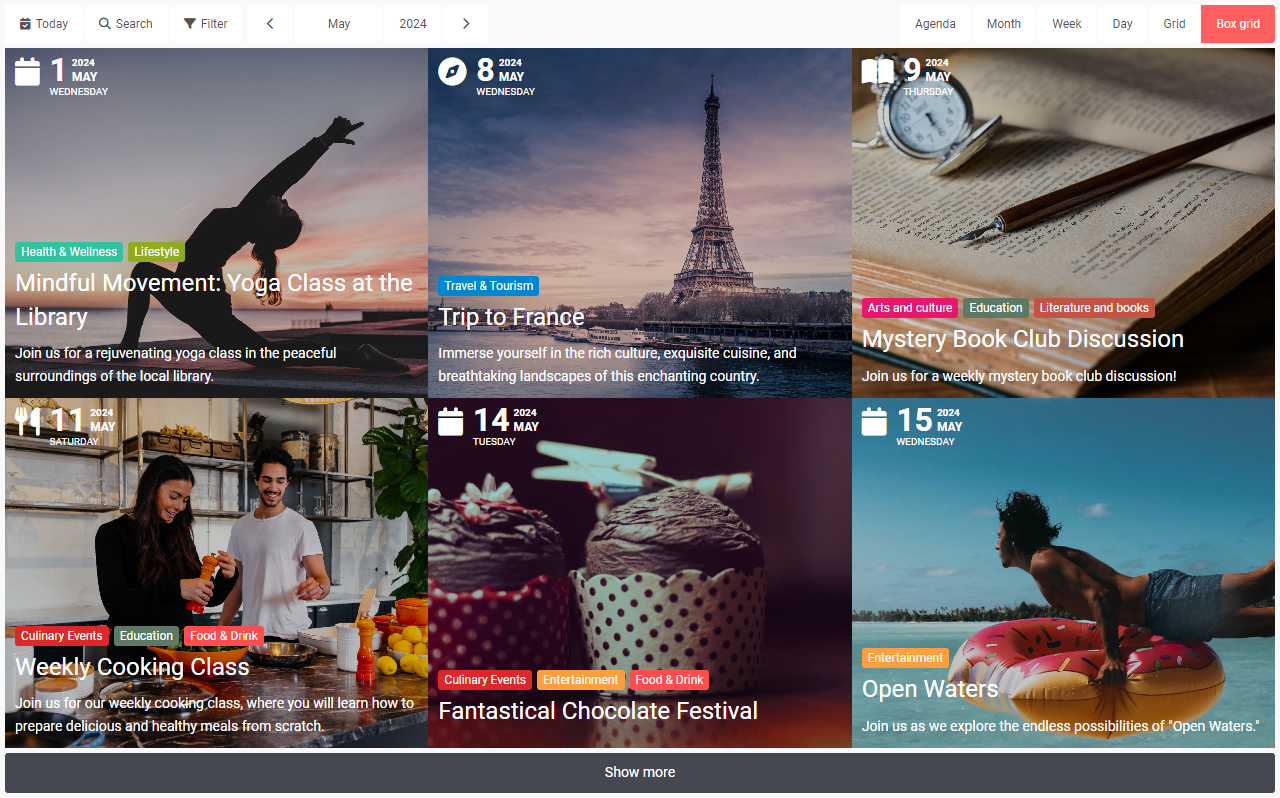 Today Search Filter May 2024 Agenda Month Week Day Grid Box grid
1 2024 MAY
WEDNESDAY
Health & Wellness Lifestyle
Mindful Movement: Yoga Class at the
Library
Join us for a rejuvenating yoga class in the peaceful
surroundings of the local library.
8 2024 MAY
WEDNESDAY
Travel & Tourism
Trip to France
Immerse yourself in the rich culture, exquisite cuisine, and
breathtaking landscapes of this enchanting country.
9 2024 MAY
THURSDAY
Arts and culture Education Literature and books
Mystery Book Club Discussion
Join us for a weekly mystery book club discussion!
11 2024 MAY
SATURDAY
Culinary Events Education Food & Drink
Weekly Cooking Class
Join us for our weekly cooking class, where you will learn how to
prepare delicious and healthy meals from scratch.
14 2024 MAY
TUESDAY
Culinary Events Entertainment Food & Drink
Fantastical Chocolate Festival
15 2024 MAY
WEDNESDAY
Entertainment
Open Waters
Join us as we explore the endless possibilities of "Open Waters."
Show more